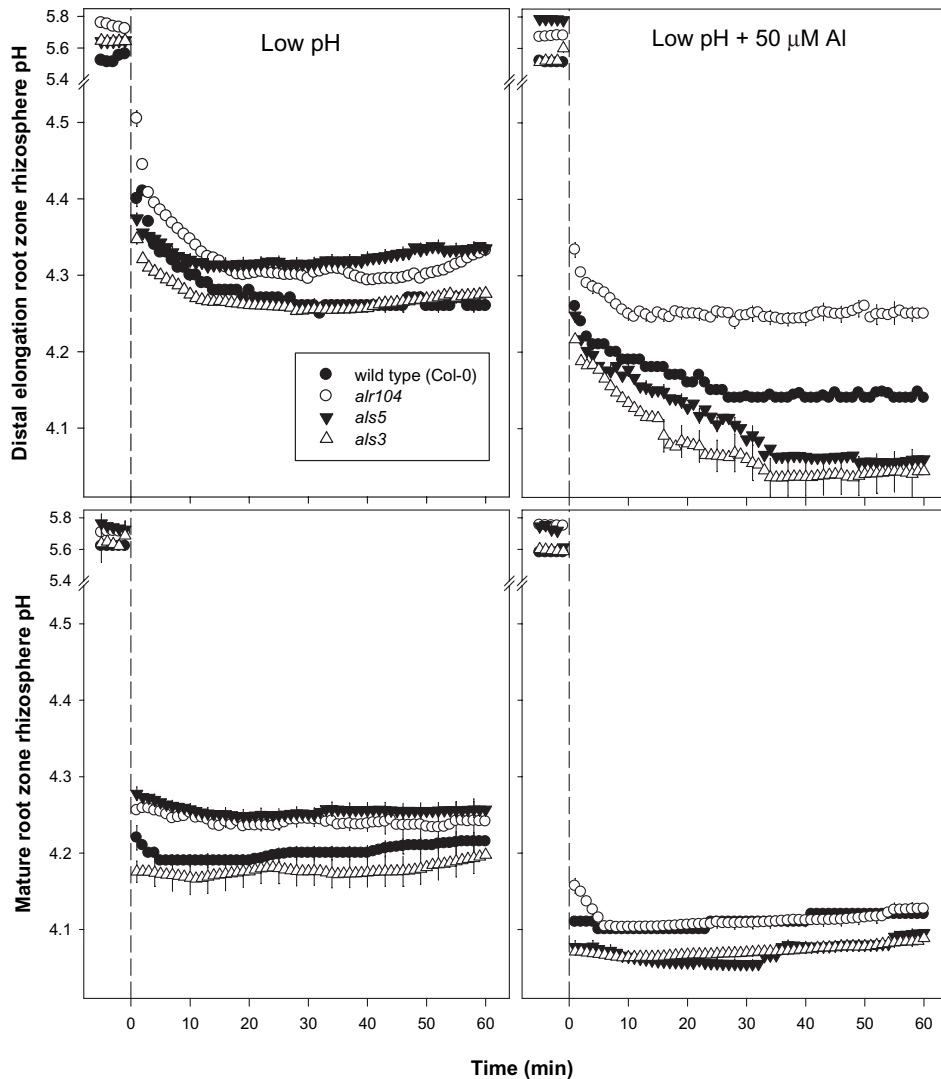 Low pH
Low pH + 50 μM Al
Distal elongation root zone rhizosphere pH
5.8
5.6
5.4
4.5
4.4
4.3
4.2
4.1
wild type (Col-0)
alr104
als5
als3
Mature root zone rhizosphere pH
5.8
5.6
5.4
4.5
4.4
4.3
4.2
4.1
0 10 20 30 40 50 60
0 10 20 30 40 50 60
Time (min)